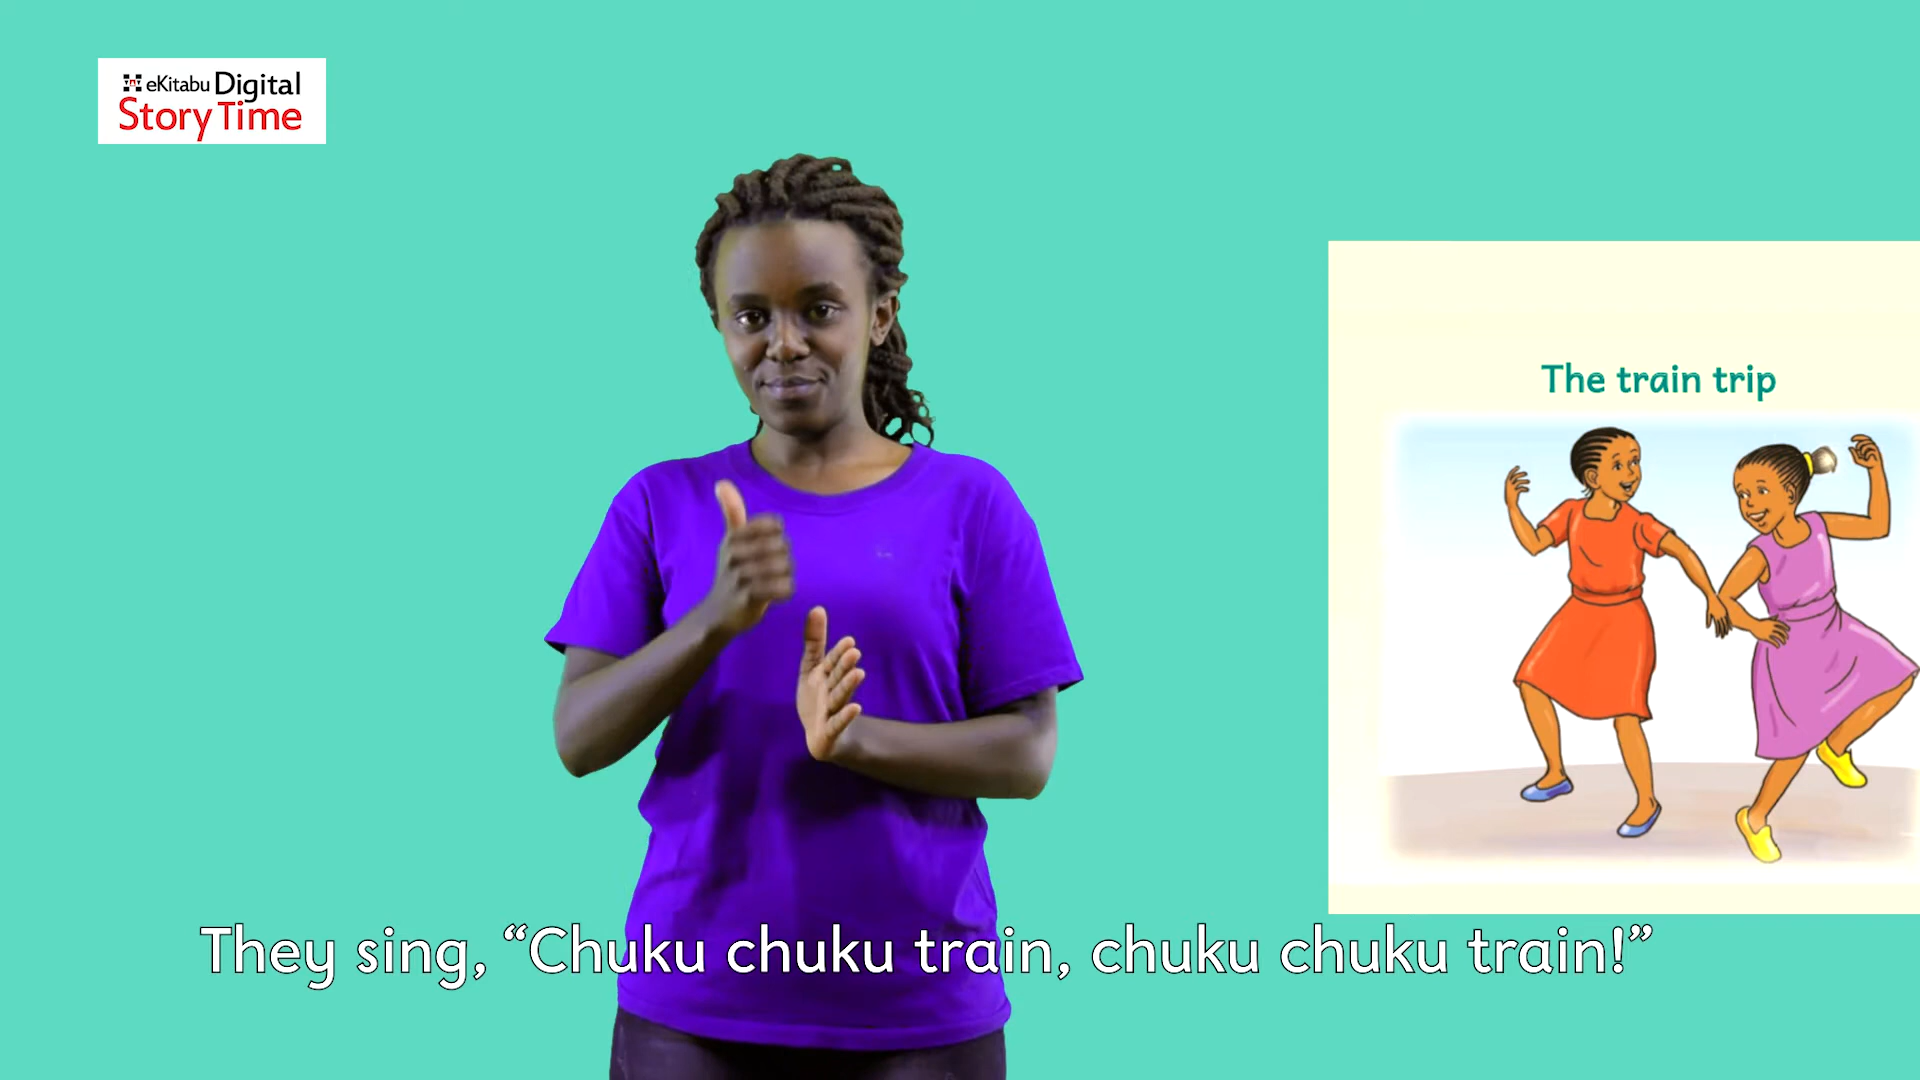 eKitabu Digital
Story Time
The train trip
They sing, “Chuku chuku train, chuku chuku train!”